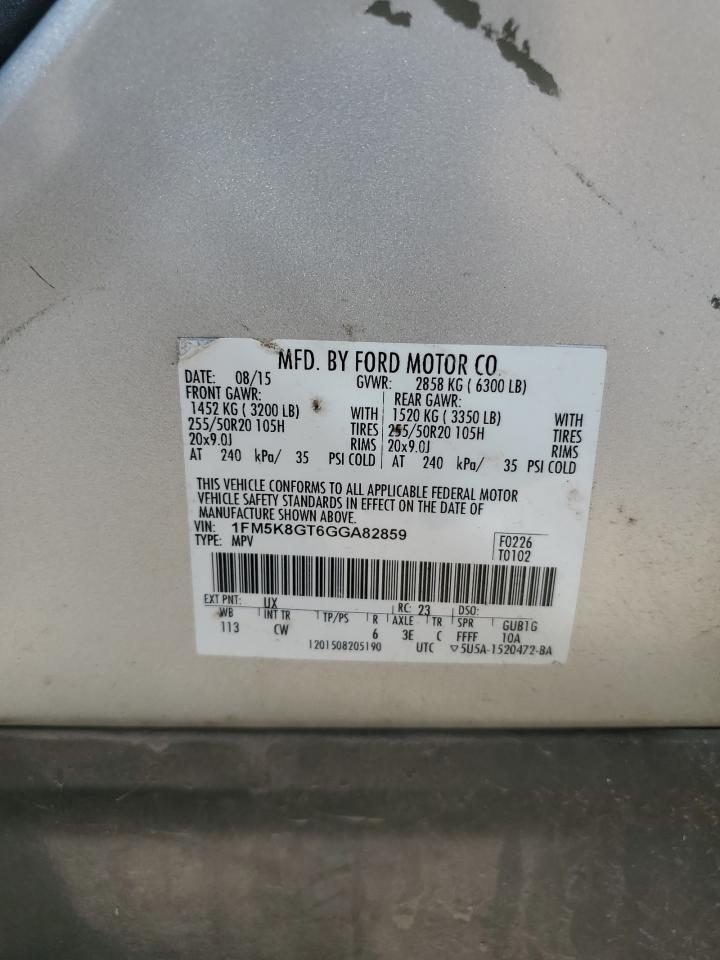 MFD. BY FORD MOTOR CO.
DATE: 08/15 GVWR: 2858 KG ( 6300 LB)
FRONT GAWR: REAR GAWR:
1452 KG ( 3200 LB) WITH 1520 KG ( 3350 LB) WITH
255/50R20 105H TIRES 255/50R20 105H TIRES
20x9.0J RIMS 20x9.0J RIMS
AT 240 kPa/ 35 PSI COLD AT 240 kPa/ 35 PSI COLD
THIS VEHICLE CONFORMS TO ALL APPLICABLE FEDERAL MOTOR
VEHICLE SAFETY STANDARDS IN EFFECT ON THE DATE OF
MANUFACTURE SHOWN ABOVE.
VIN: 1FM5K8GT6GGA82859
TYPE: MPV F0226
T0102
EXT PNT: UX RC: 23 DSO:
WB INT TR TP/PS R AXLE TR SPR GUB1G
113 CW 6 3E C FFFF 10A
1201508205190 UTC ▽5U5A-1520472-BA